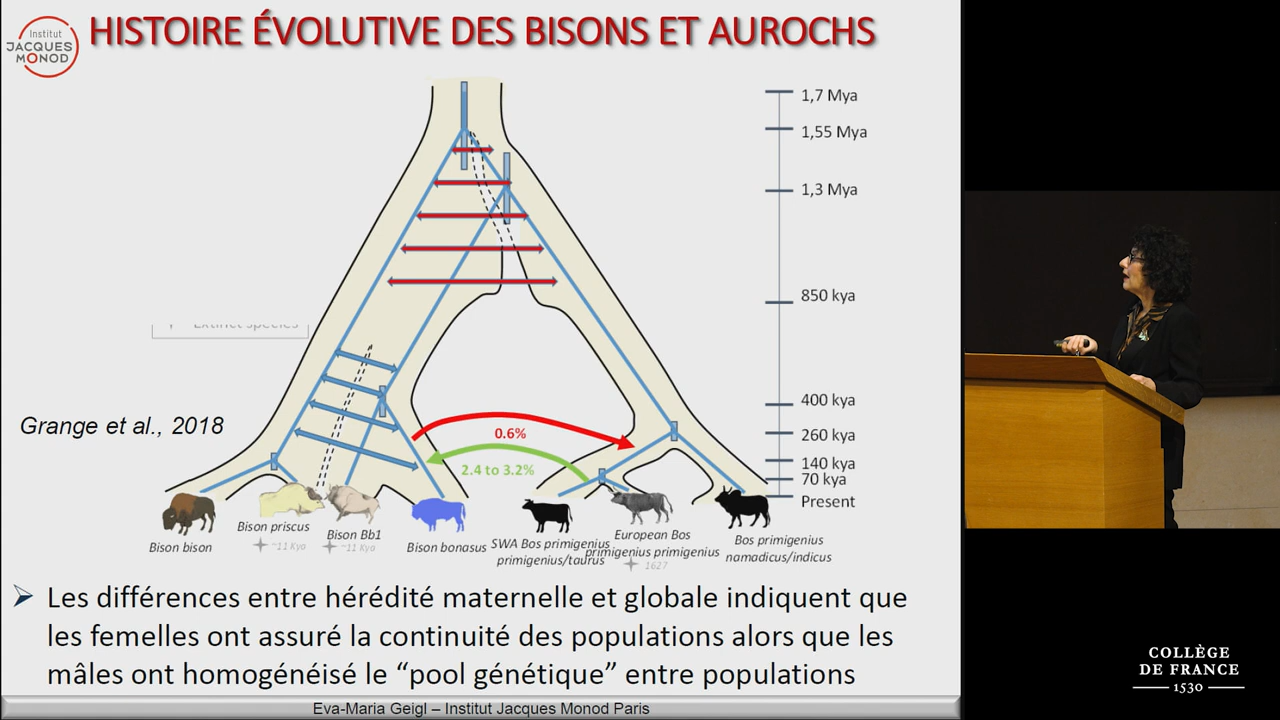 Institut
JACQUES
MONOD
HISTOIRE ÉVOLUTIVE DES BISONS ET AUROCHS
1,7 Mya
1,55 Mya
1,3 Mya
850 kya
400 kya
260 kya
140 kya
70 kya
Present
Extinct species
Grange et al., 2018
0.6%
2.4 to 3.2%
Bison bison
Bison priscus
~11 Kya
Bison Bb1
~11 Kya
Bison bonasus
SWA Bos primigenius
primigenius/taurus
European Bos
primigenius primigenius
1627
Bos primigenius
namadicus/indicus
➢ Les différences entre hérédité maternelle et globale indiquent que
les femelles ont assuré la continuité des populations alors que les
mâles ont homogénéisé le “pool génétique” entre populations
Eva-Maria Geigl – Institut Jacques Monod Paris
COLLÈGE
DE FRANCE
1530